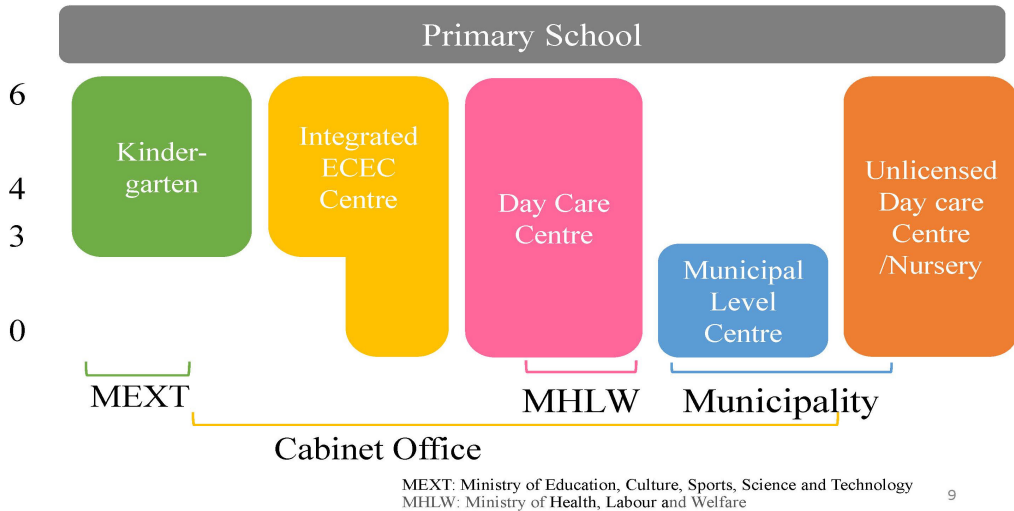 Primary School
6
4
3
0
Kinder-
garten
Integrated
ECEC
Centre
Day Care
Centre
Municipal
Level
Centre
Unlicensed
Day care
Centre
/Nursery
MEXT
MHLW
Municipality
Cabinet Office
MEXT: Ministry of Education, Culture, Sports, Science and Technology
MHLW: Ministry of Health, Labour and Welfare
9